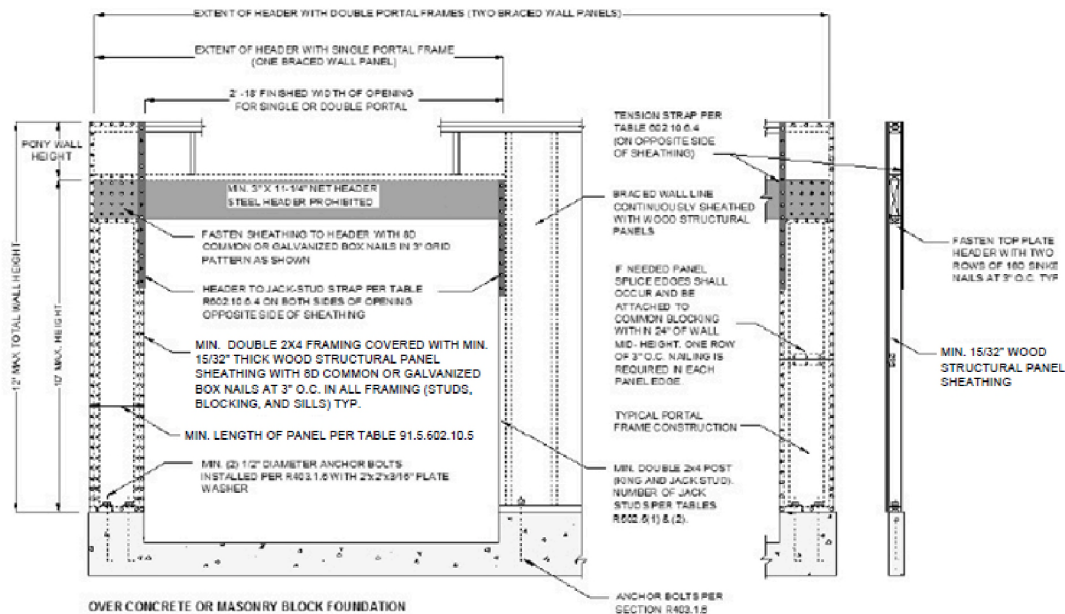 EXTENT OF HEADER WITH DOUBLE PORTAL FRAMES (TWO BRACED WALL PANELS)
EXTENT OF HEADER WITH SINGLE PORTAL FRAME
(ONE BRACED WALL PANEL)
2' -18' FINISHED WIDTH OF OPENING
FOR SINGLE OR DOUBLE PORTAL
PONY WALL
HEIGHT
12' MAX TOTAL WALL HEIGHT
10' MAX. HEIGHT
MIN. 3" X 11-1/4" NET HEADER
STEEL HEADER PROHIBITED
FASTEN SHEATHING TO HEADER WITH 8D
COMMON OR GALVANIZED BOX NAILS IN 3" GRID
PATTERN AS SHOWN
HEADER TO JACK-STUD STRAP PER TABLE
R602.10.6.4 ON BOTH SIDES OF OPENING
OPPOSITE SIDE OF SHEATHING
MIN. DOUBLE 2X4 FRAMING COVERED WITH MIN.
15/32" THICK WOOD STRUCTURAL PANEL
SHEATHING WITH 8D COMMON OR GALVANIZED
BOX NAILS AT 3" O.C. IN ALL FRAMING (STUDS,
BLOCKING, AND SILLS) TYP.
MIN. LENGTH OF PANEL PER TABLE 91.5.602.10.5
MIN. (2) 1/2" DIAMETER ANCHOR BOLTS
INSTALLED PER R403.1.6 WITH 2"x2"x3/16" PLATE
WASHER
OVER CONCRETE OR MASONRY BLOCK FOUNDATION
TENSION STRAP PER
TABLE 602.10.6.4
(ON OPPOSITE SIDE
OF SHEATHING)
BRACED WALL LINE
CONTINUOUSLY SHEATHED
WITH WOOD STRUCTURAL
PANELS
IF NEEDED PANEL
SPLICE EDGES SHALL
OCCUR AND BE
ATTACHED TO
COMMON BLOCKING
WITHIN 24" OF WALL
MID- HEIGHT. ONE ROW
OF 3" O.C. NAILING IS
REQUIRED IN EACH
PANEL EDGE.
TYPICAL PORTAL
FRAME CONSTRUCTION
MIN. DOUBLE 2x4 POST
(KING AND JACK STUD).
NUMBER OF JACK
STUDS PER TABLES
R502.5(1) & (2).
ANCHOR BOLTS PER
SECTION R403.1.6
FASTEN TOP PLATE
HEADER WITH TWO
ROWS OF 16D SINKE
NAILS AT 3" O.C. TYP
MIN. 15/32" WOOD
STRUCTURAL PANEL
SHEATHING